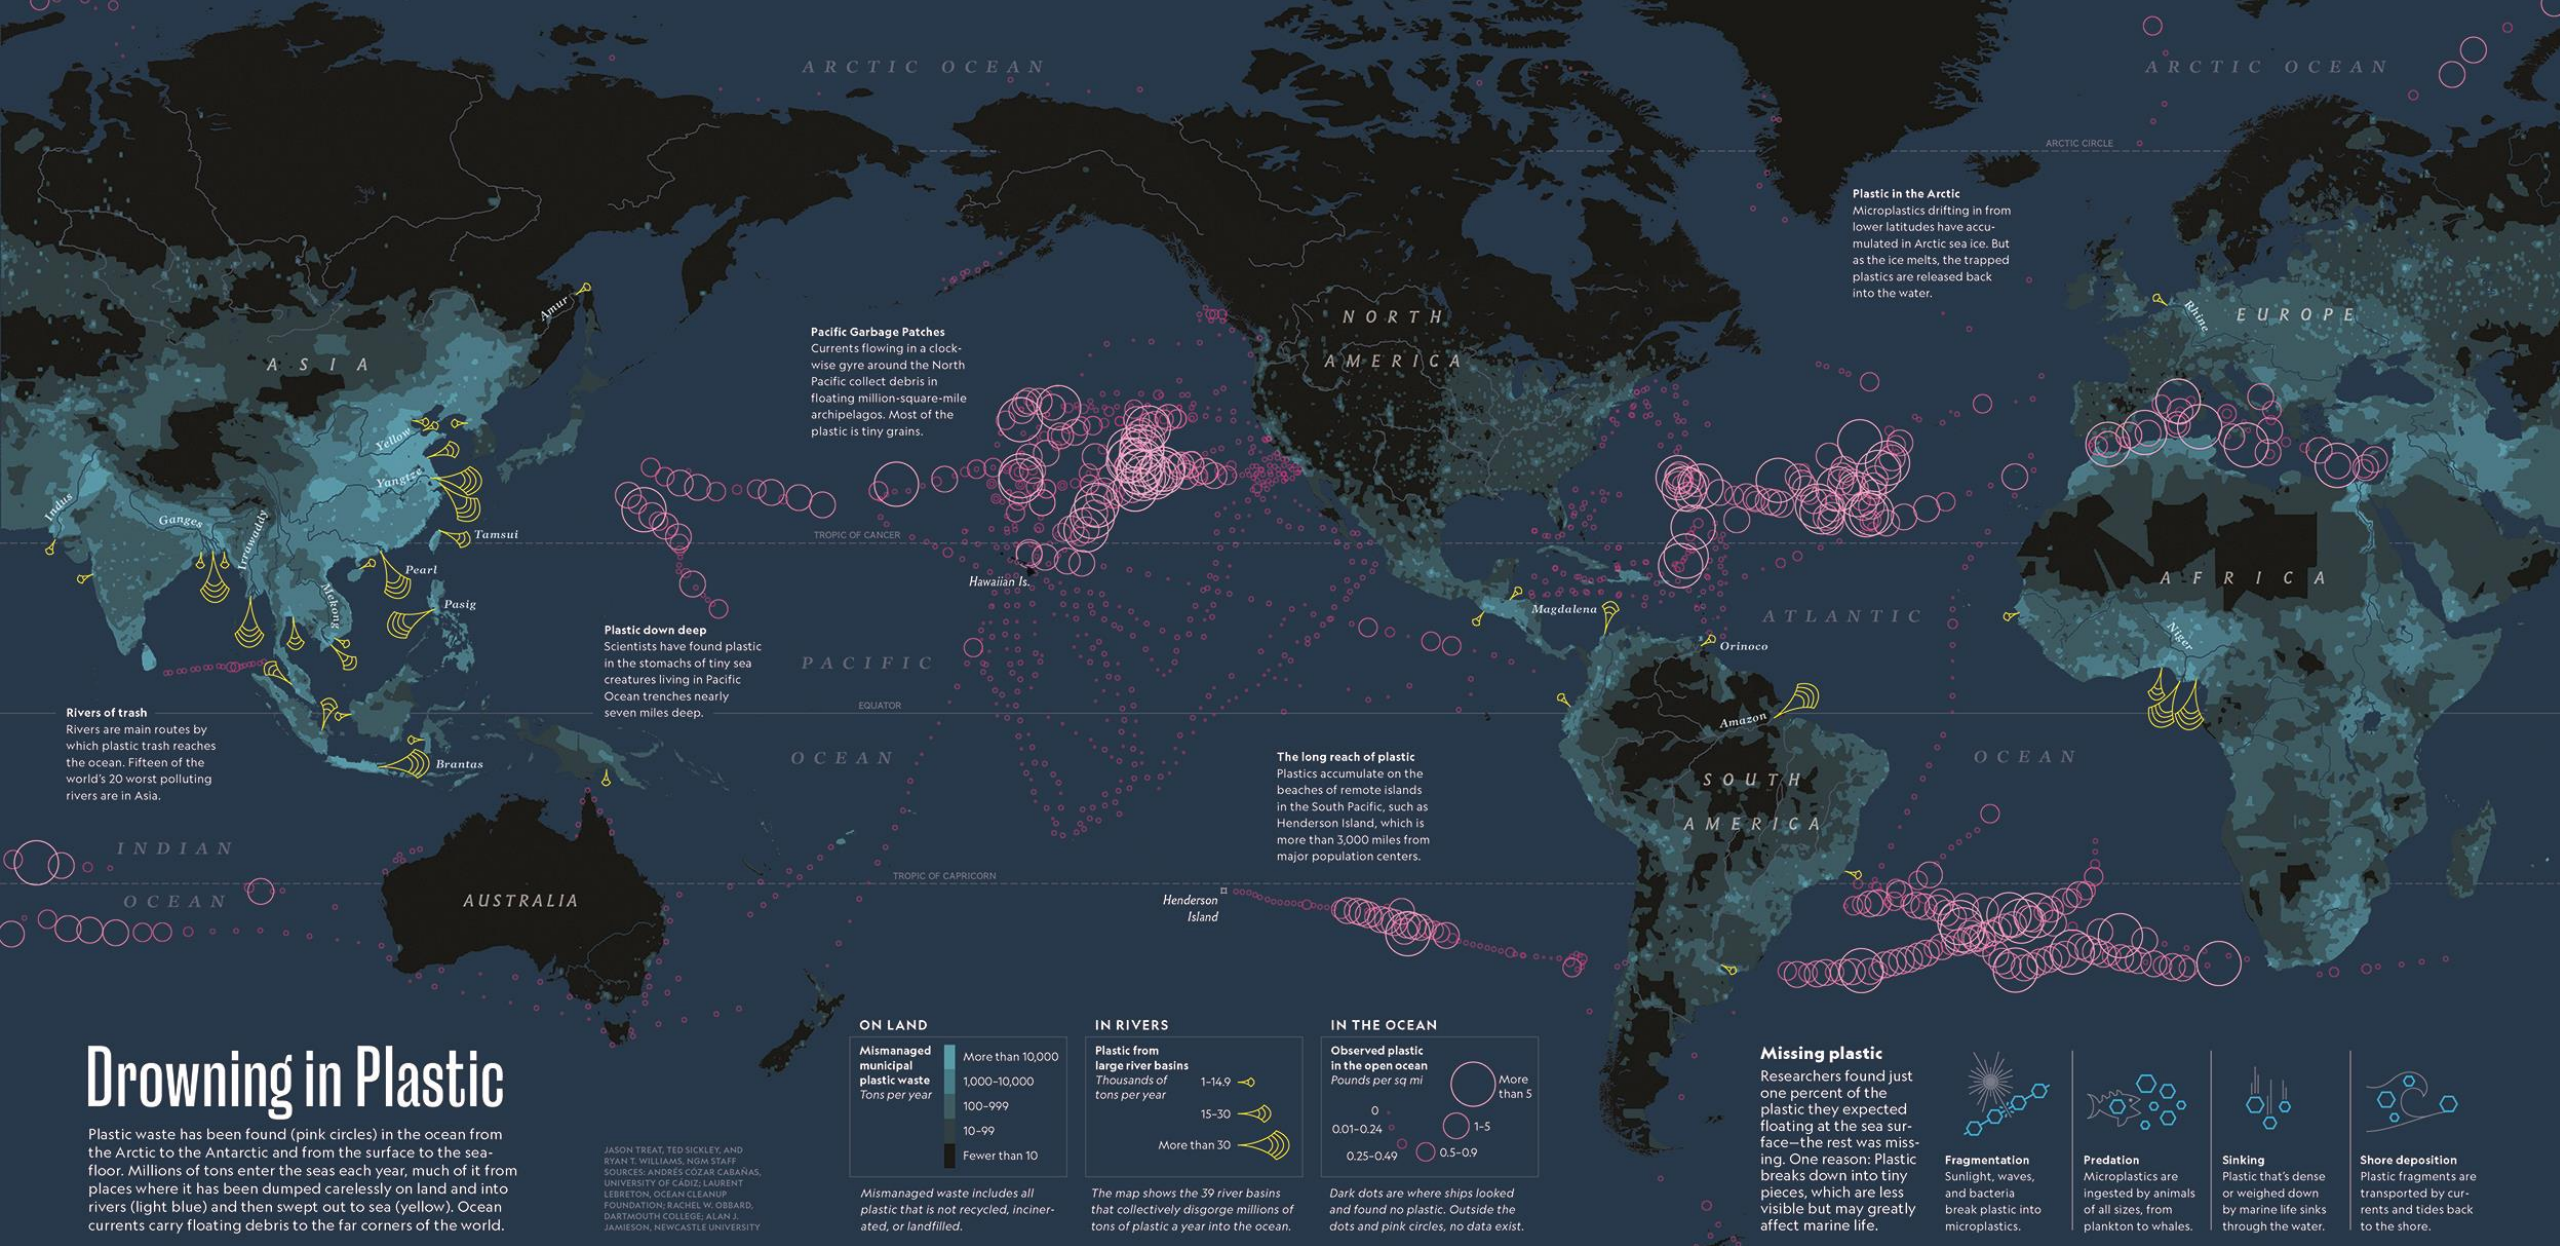 ARCTIC OCEAN
ARCTIC OCEAN
ARCTIC CIRCLE
Plastic in the Arctic
Microplastics drifting in from
lower latitudes have accu-
mulated in Arctic sea ice. But
as the ice melts, the trapped
plastics are released back
into the water.
Amur
Rhine
NORTH
AMERICA
EUROPE
ASIA
Pacific Garbage Patches
Currents flowing in a clock-
wise gyre around the North
Pacific collect debris in
floating million-square-mile
archipelagos. Most of the
plastic is tiny grains.
Yellow
Yangtze
Indus
Ganges
Irrawaddy
Mekong
Tamsui
Pearl
Pasig
TROPIC OF CANCER
Hawaiian Is.
Magdalena
Orinoco
ATLANTIC
AFRICA
Niger
Plastic down deep
Scientists have found plastic
in the stomachs of tiny sea
creatures living in Pacific
Ocean trenches nearly
seven miles deep.
PACIFIC
EQUATOR
OCEAN
Amazon
Rivers of trash
Rivers are main routes by
which plastic trash reaches
the ocean. Fifteen of the
world's 20 worst polluting
rivers are in Asia.
Brantas
The long reach of plastic
Plastics accumulate on the
beaches of remote islands
in the South Pacific, such as
Henderson Island, which is
more than 3,000 miles from
major population centers.
SOUTH
AMERICA
OCEAN
INDIAN
OCEAN
AUSTRALIA
TROPIC OF CAPRICORN
Henderson
Island
Drowning in Plastic
Plastic waste has been found (pink circles) in the ocean from
the Arctic to the Antarctic and from the surface to the sea-
floor. Millions of tons enter the seas each year, much of it from
places where it has been dumped carelessly on land and into
rivers (light blue) and then swept out to sea (yellow). Ocean
currents carry floating debris to the far corners of the world.
JASON TREAT, TED SICKLEY, AND
RYAN T. WILLIAMS, NGM STAFF
SOURCES: ANDRÉS CÓZAR CABAÑAS,
UNIVERSITY OF CÁDIZ; LAURENT
LEBRETON, OCEAN CLEANUP
FOUNDATION; RACHEL W. OBBARD,
DARTMOUTH COLLEGE; ALAN J.
JAMIESON, NEWCASTLE UNIVERSITY
ON LAND
Mismanaged
municipal
plastic waste
Tons per year
More than 10,000
1,000–10,000
100–999
10–99
Fewer than 10
Mismanaged waste includes all
plastic that is not recycled, inciner-
ated, or landfilled.
IN RIVERS
Plastic from
large river basins
Thousands of
tons per year
1–14.9
15–30
More than 30
The map shows the 39 river basins
that collectively disgorge millions of
tons of plastic a year into the ocean.
IN THE OCEAN
Observed plastic
in the open ocean
Pounds per sq mi
0
0.01–0.24
0.25–0.49
0.5–0.9
1–5
More
than 5
Dark dots are where ships looked
and found no plastic. Outside the
dots and pink circles, no data exist.
Missing plastic
Researchers found just
one percent of the
plastic they expected
floating at the sea sur-
face—the rest was miss-
ing. One reason: Plastic
breaks down into tiny
pieces, which are less
visible but may greatly
affect marine life.
Fragmentation
Sunlight, waves,
and bacteria
break plastic into
microplastics.
Predation
Microplastics are
ingested by animals
of all sizes, from
plankton to whales.
Sinking
Plastic that's dense
or weighed down
by marine life sinks
through the water.
Shore deposition
Plastic fragments are
transported by cur-
rents and tides back
to the shore.